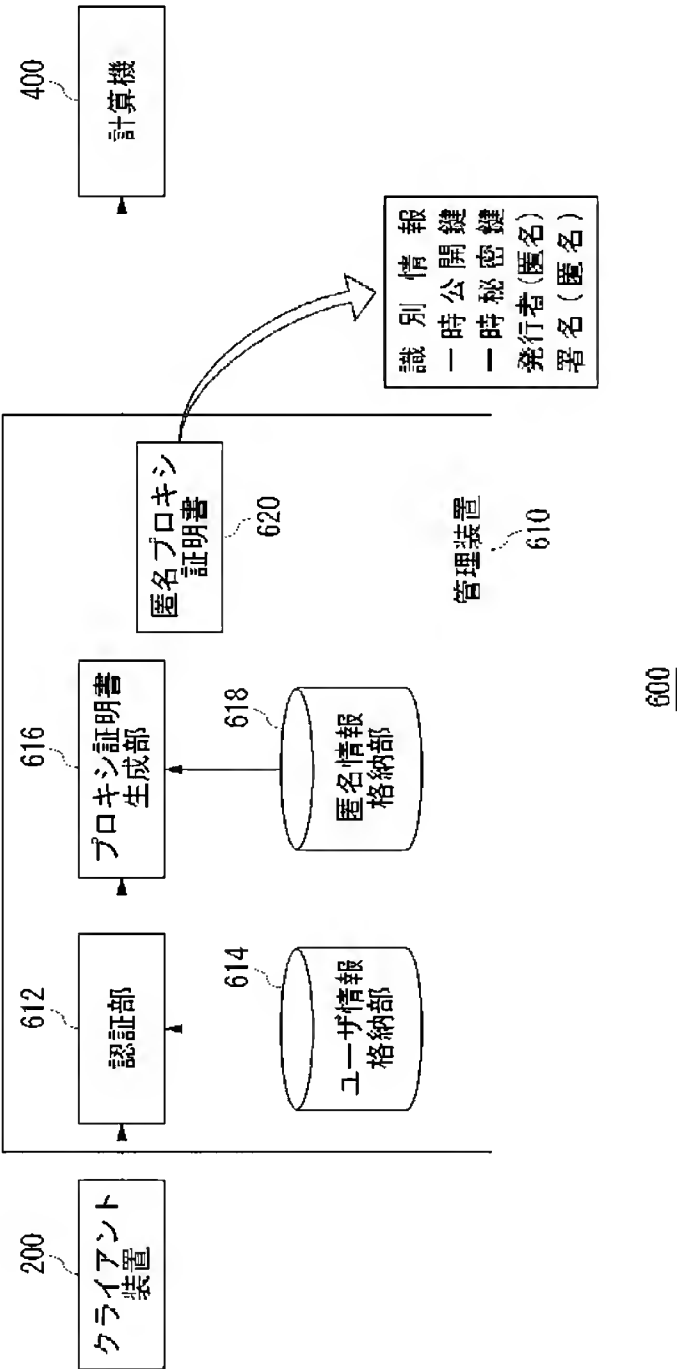 200
クライアント
装置
612
認証部
614
ユーザ情報
格納部
616
プロキシ証明書
生成部
618
匿名情報
格納部
匿名プロキシ
証明書
620
管理装置
610
400
計算機
識別情報
一時公開鍵
一時秘密鍵
発行者(匿名)
署名(匿名)
600